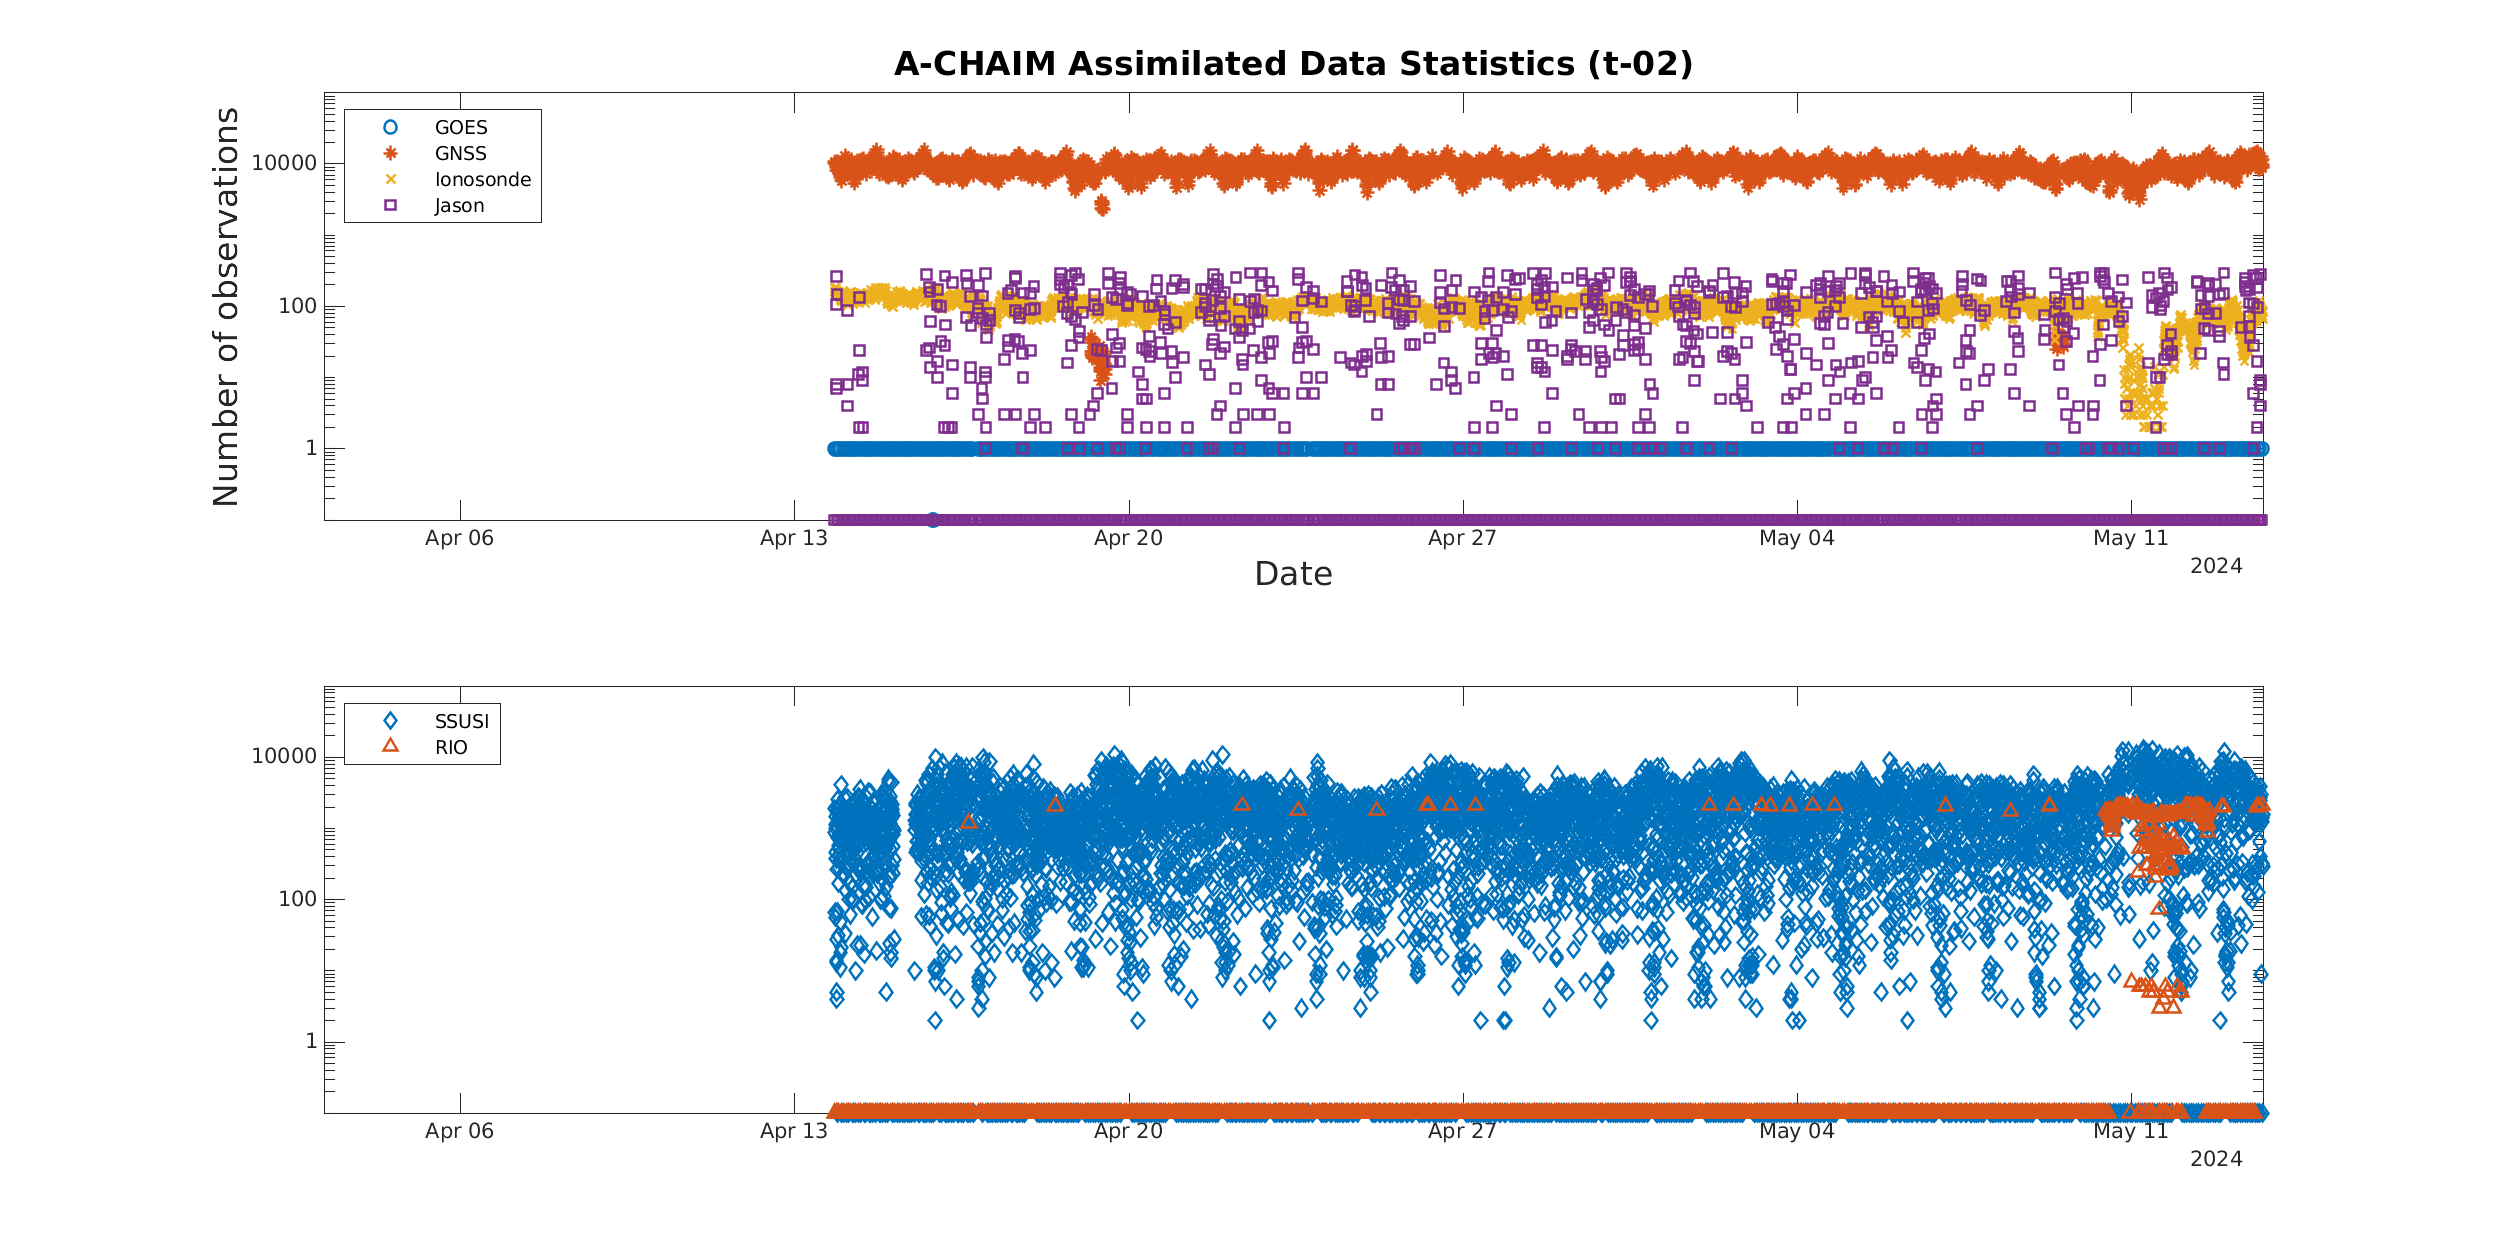 A-CHAIM Assimilated Data Statistics (t-02)
Number of observations
10000
100
1
GOES
GNSS
Ionosonde
Jason
Apr 06
Apr 13
Apr 20
Apr 27
May 04
May 11
2024
Date
10000
100
1
SSUSI
RIO
Apr 06
Apr 13
Apr 20
Apr 27
May 04
May 11
2024